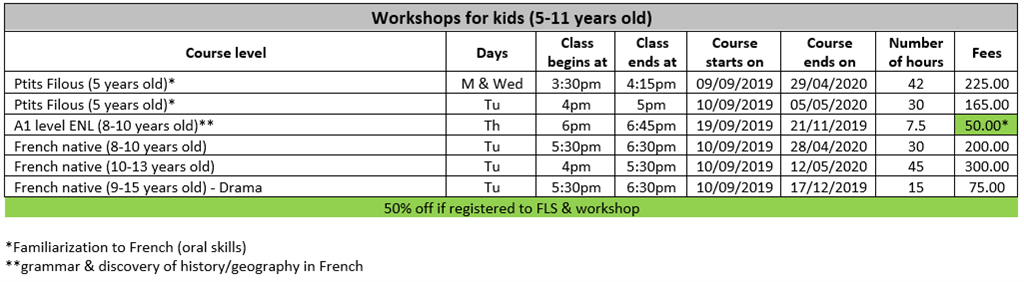 Workshops for kids (5-11 years old)
Course level Days Class begins at Class ends at Course starts on Course ends on Number of hours Fees
Ptits Filous (5 years old)* M & Wed 3:30pm 4:15pm 09/09/2019 29/04/2020 42 225.00
Ptits Filous (5 years old)* Tu 4pm 5pm 10/09/2019 05/05/2020 30 165.00
A1 level ENL (8-10 years old)** Th 6pm 6:45pm 19/09/2019 21/11/2019 7.5 50.00*
French native (8-10 years old) Tu 5:30pm 6:30pm 10/09/2019 28/04/2020 30 200.00
French native (10-13 years old) Tu 4pm 5:30pm 10/09/2019 12/05/2020 45 300.00
French native (9-15 years old) - Drama Tu 5:30pm 6:30pm 10/09/2019 17/12/2019 15 75.00
50% off if registered to FLS & workshop
*Familiarization to French (oral skills)
**grammar & discovery of history/geography in French